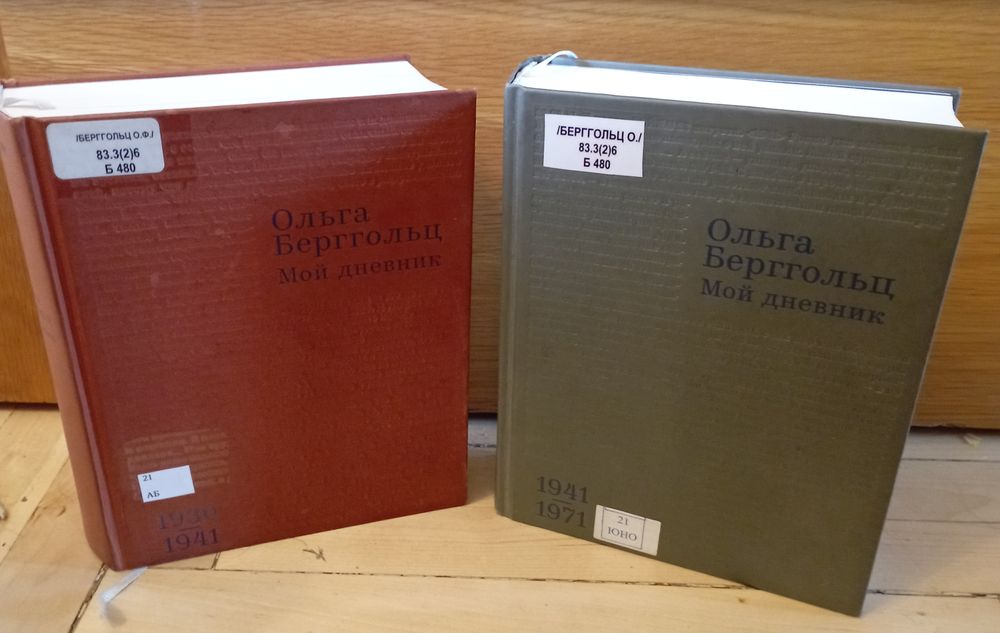 /БЕРГГОЛЬЦ О.Ф./
83.3(2)6
Б 480
Ольга
Берггольц
Мой дневник
21
АБ
1930
1941
/БЕРГГОЛЬЦ О./
83.3(2)6
Б 480
Ольга
Берггольц
Мой дневник
1941
1971
21
ЮНО